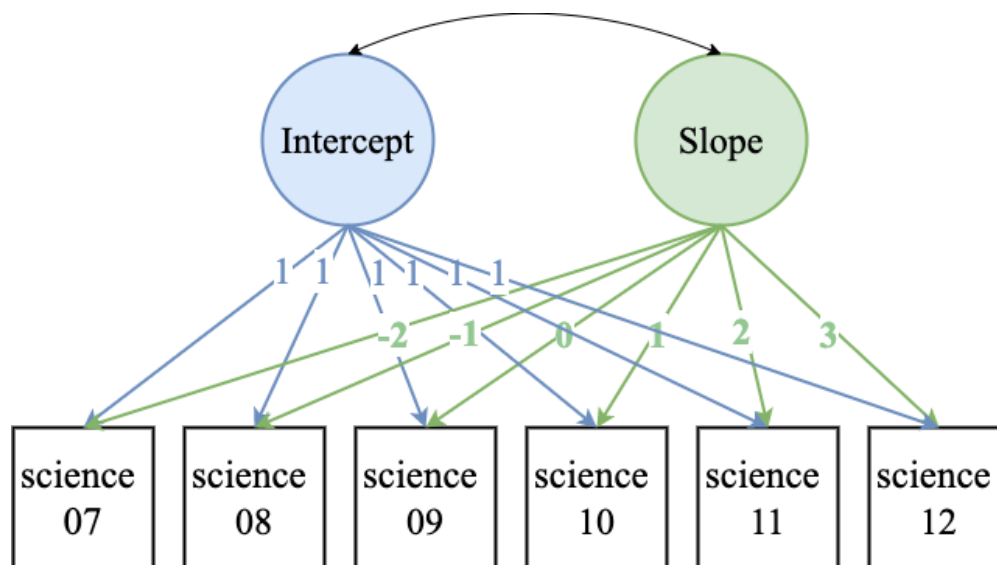 Intercept
Slope
1 1 1 1 1 1
-2 -1 0 1 2 3
science 07
science 08
science 09
science 10
science 11
science 12